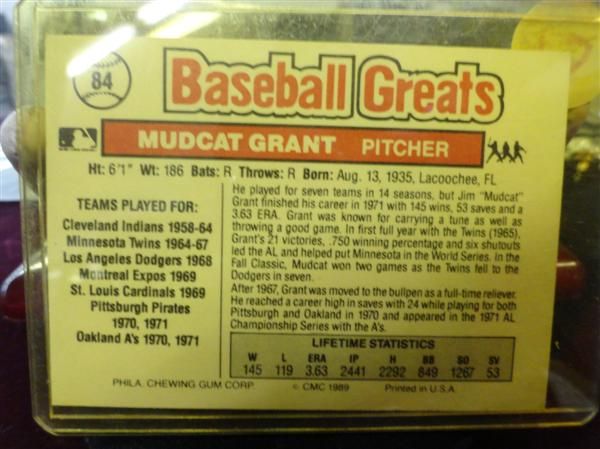 84
Baseball Greats
MUDCAT GRANT PITCHER
Ht: 6'1" Wt: 186 Bats: R Throws: R Born: Aug. 13, 1935, Lacoochee, FL
TEAMS PLAYED FOR:
Cleveland Indians 1958-64
Minnesota Twins 1964-67
Los Angeles Dodgers 1968
Montreal Expos 1969
St. Louis Cardinals 1969
Pittsburgh Pirates
1970, 1971
Oakland A's 1970, 1971
He played for seven teams in 14 seasons, but Jim "Mudcat"
Grant finished his career in 1971 with 145 wins, 53 saves and a
3.63 ERA. Grant was known for carrying a tune as well as
throwing a good game. In first full year with the Twins (1965),
Grant's 21 victories, .750 winning percentage and six shutouts
led the AL and helped put Minnesota in the World Series. In the
Fall Classic, Mudcat won two games as the Twins fell to the
Dodgers in seven.
After 1967, Grant was moved to the bullpen as a full-time reliever.
He reached a career high in saves with 24 while playing for both
Pittsburgh and Oakland in 1970 and appeared in the 1971 AL
Championship Series with the A's.
LIFETIME STATISTICS
W L ERA IP H BB SO SV
145 119 3.63 2441 2292 849 1267 53
PHILA. CHEWING GUM CORP © CMC 1989 Printed in U.S.A.